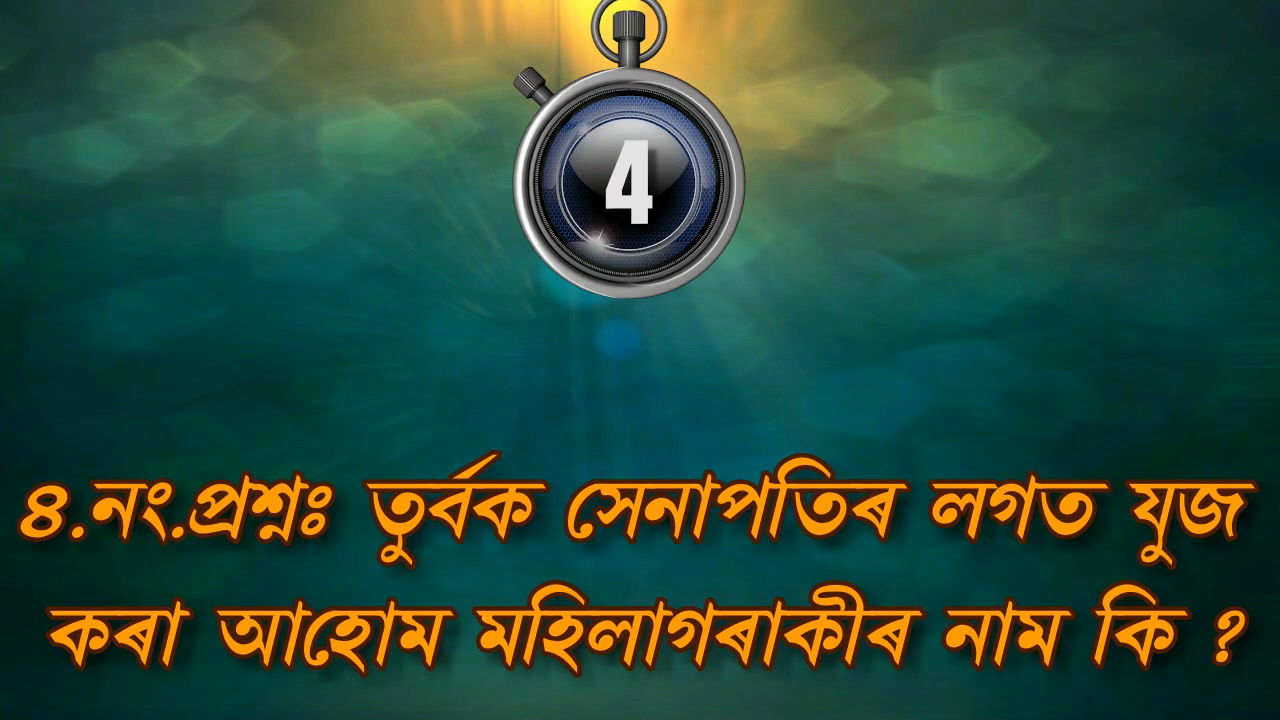 4
৪.নং.প্ৰশ্নঃ তুৰ্বক সেনাপতিৰ লগত যুজ
কৰা আহোম মহিলাগৰাকীৰ নাম কি ?